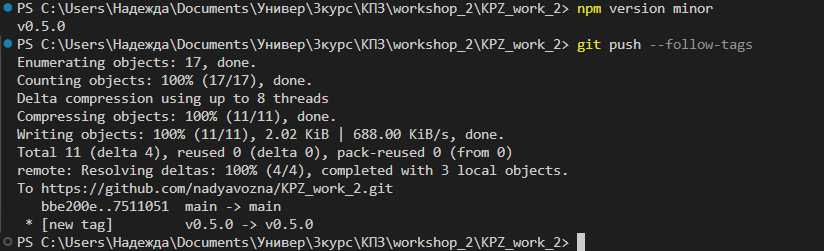 PS C:\Users\Надежда\Documents\Универ\3курс\КПЗ\workshop_2\KPZ_work_2> npm version minor
v0.5.0
PS C:\Users\Надежда\Documents\Универ\3курс\КПЗ\workshop_2\KPZ_work_2> git push --follow-tags
Enumerating objects: 17, done.
Counting objects: 100% (17/17), done.
Delta compression using up to 8 threads
Compressing objects: 100% (11/11), done.
Writing objects: 100% (11/11), 2.02 KiB | 688.00 KiB/s, done.
Total 11 (delta 4), reused 0 (delta 0), pack-reused 0 (from 0)
remote: Resolving deltas: 100% (4/4), completed with 3 local objects.
To https://github.com/nadyavozna/KPZ_work_2.git
bbe200e..7511051  main -> main
* [new tag]         v0.5.0 -> v0.5.0
PS C:\Users\Надежда\Documents\Универ\3курс\КПЗ\workshop_2\KPZ_work_2>